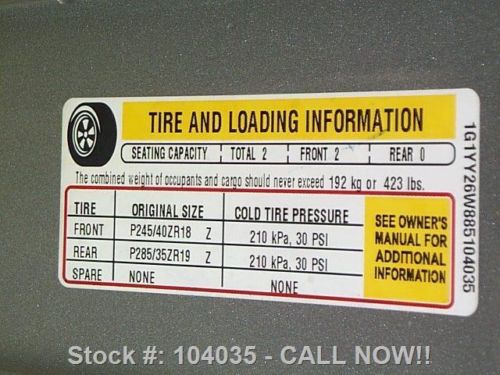 TIRE AND LOADING INFORMATION
SEATING CAPACITY TOTAL 2 FRONT 2 REAR 0
The combined weight of occupants and cargo should never exceed 192 kg or 423 lbs.
TIRE ORIGINAL SIZE COLD TIRE PRESSURE
FRONT P245/40ZR18 Z 210 kPa, 30 PSI
REAR P285/35ZR19 Z 210 kPa, 30 PSI
SPARE NONE NONE
SEE OWNER'S
MANUAL FOR
ADDITIONAL
INFORMATION
1G1YY26W885104035
Stock #: 104035 - CALL NOW!!